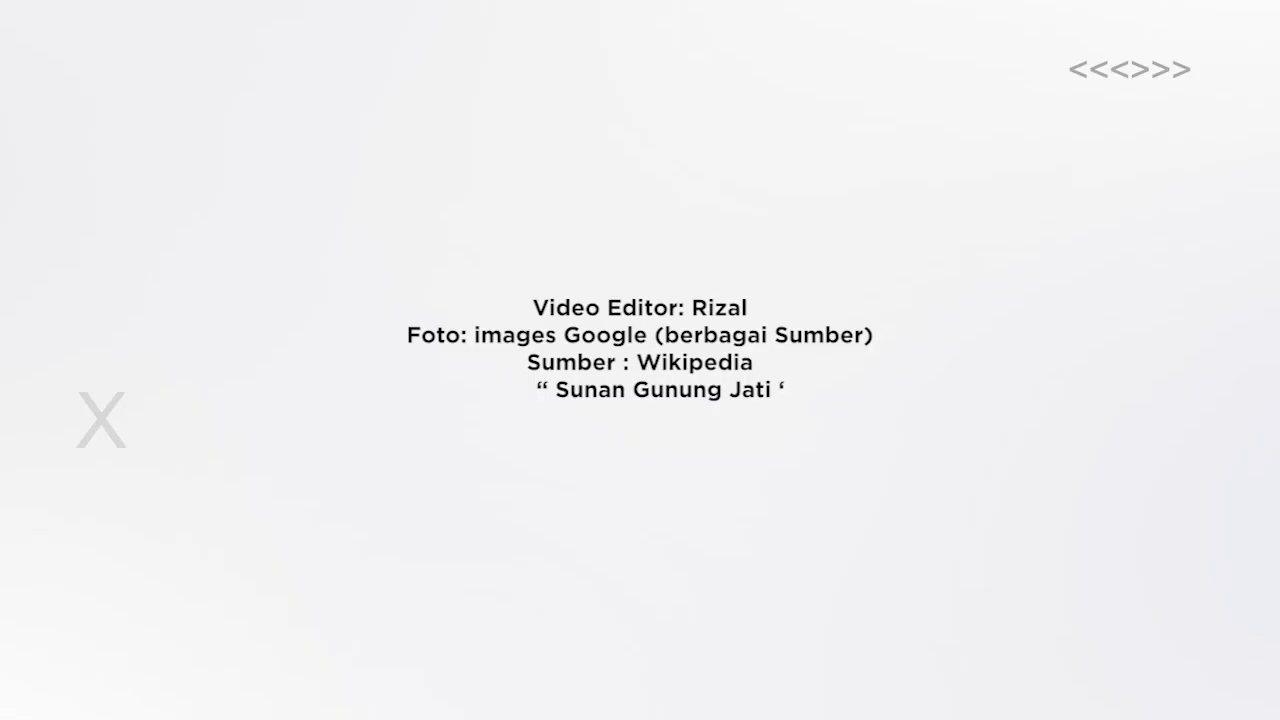 <<<>>>
Video Editor: Rizal
Foto: images Google (berbagai Sumber)
Sumber : Wikipedia
“ Sunan Gunung Jati ‘
X